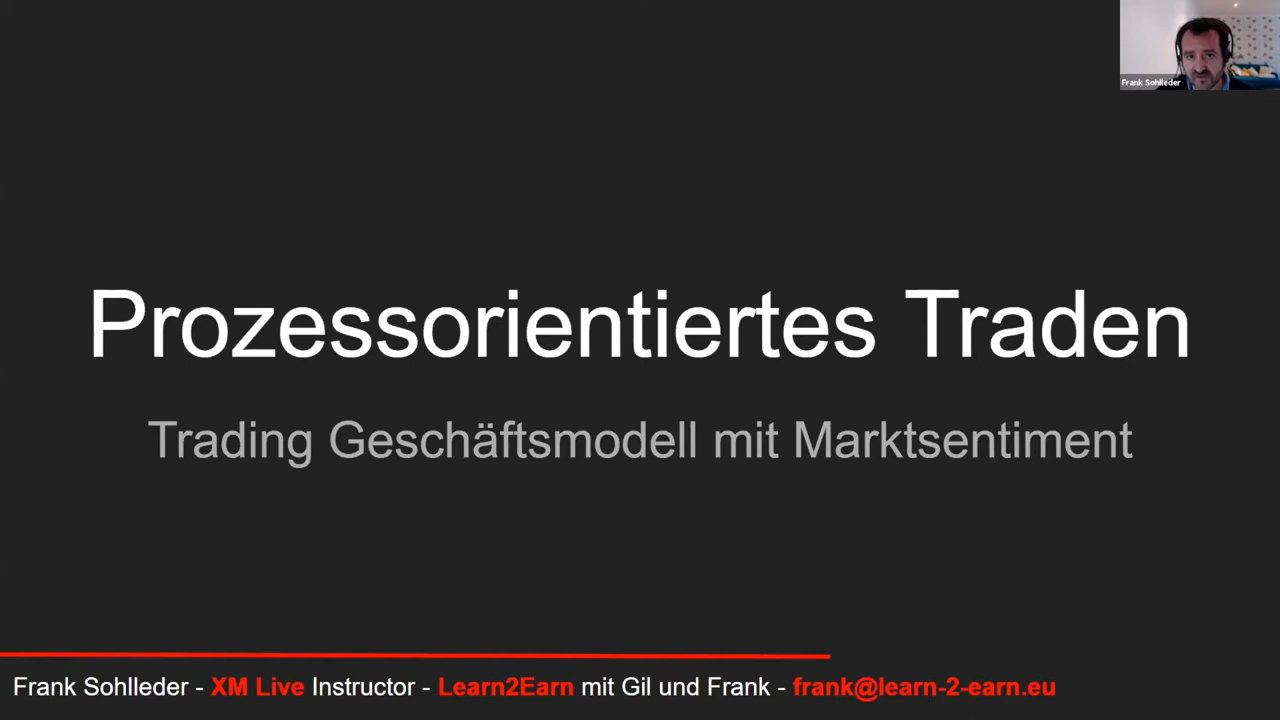 Frank Sohlleder
Prozessorientiertes Traden
Trading Geschäftsmodell mit Marktsentiment
Frank Sohlleder - XM Live Instructor - Learn2Earn mit Gil und Frank - frank@learn-2-earn.eu